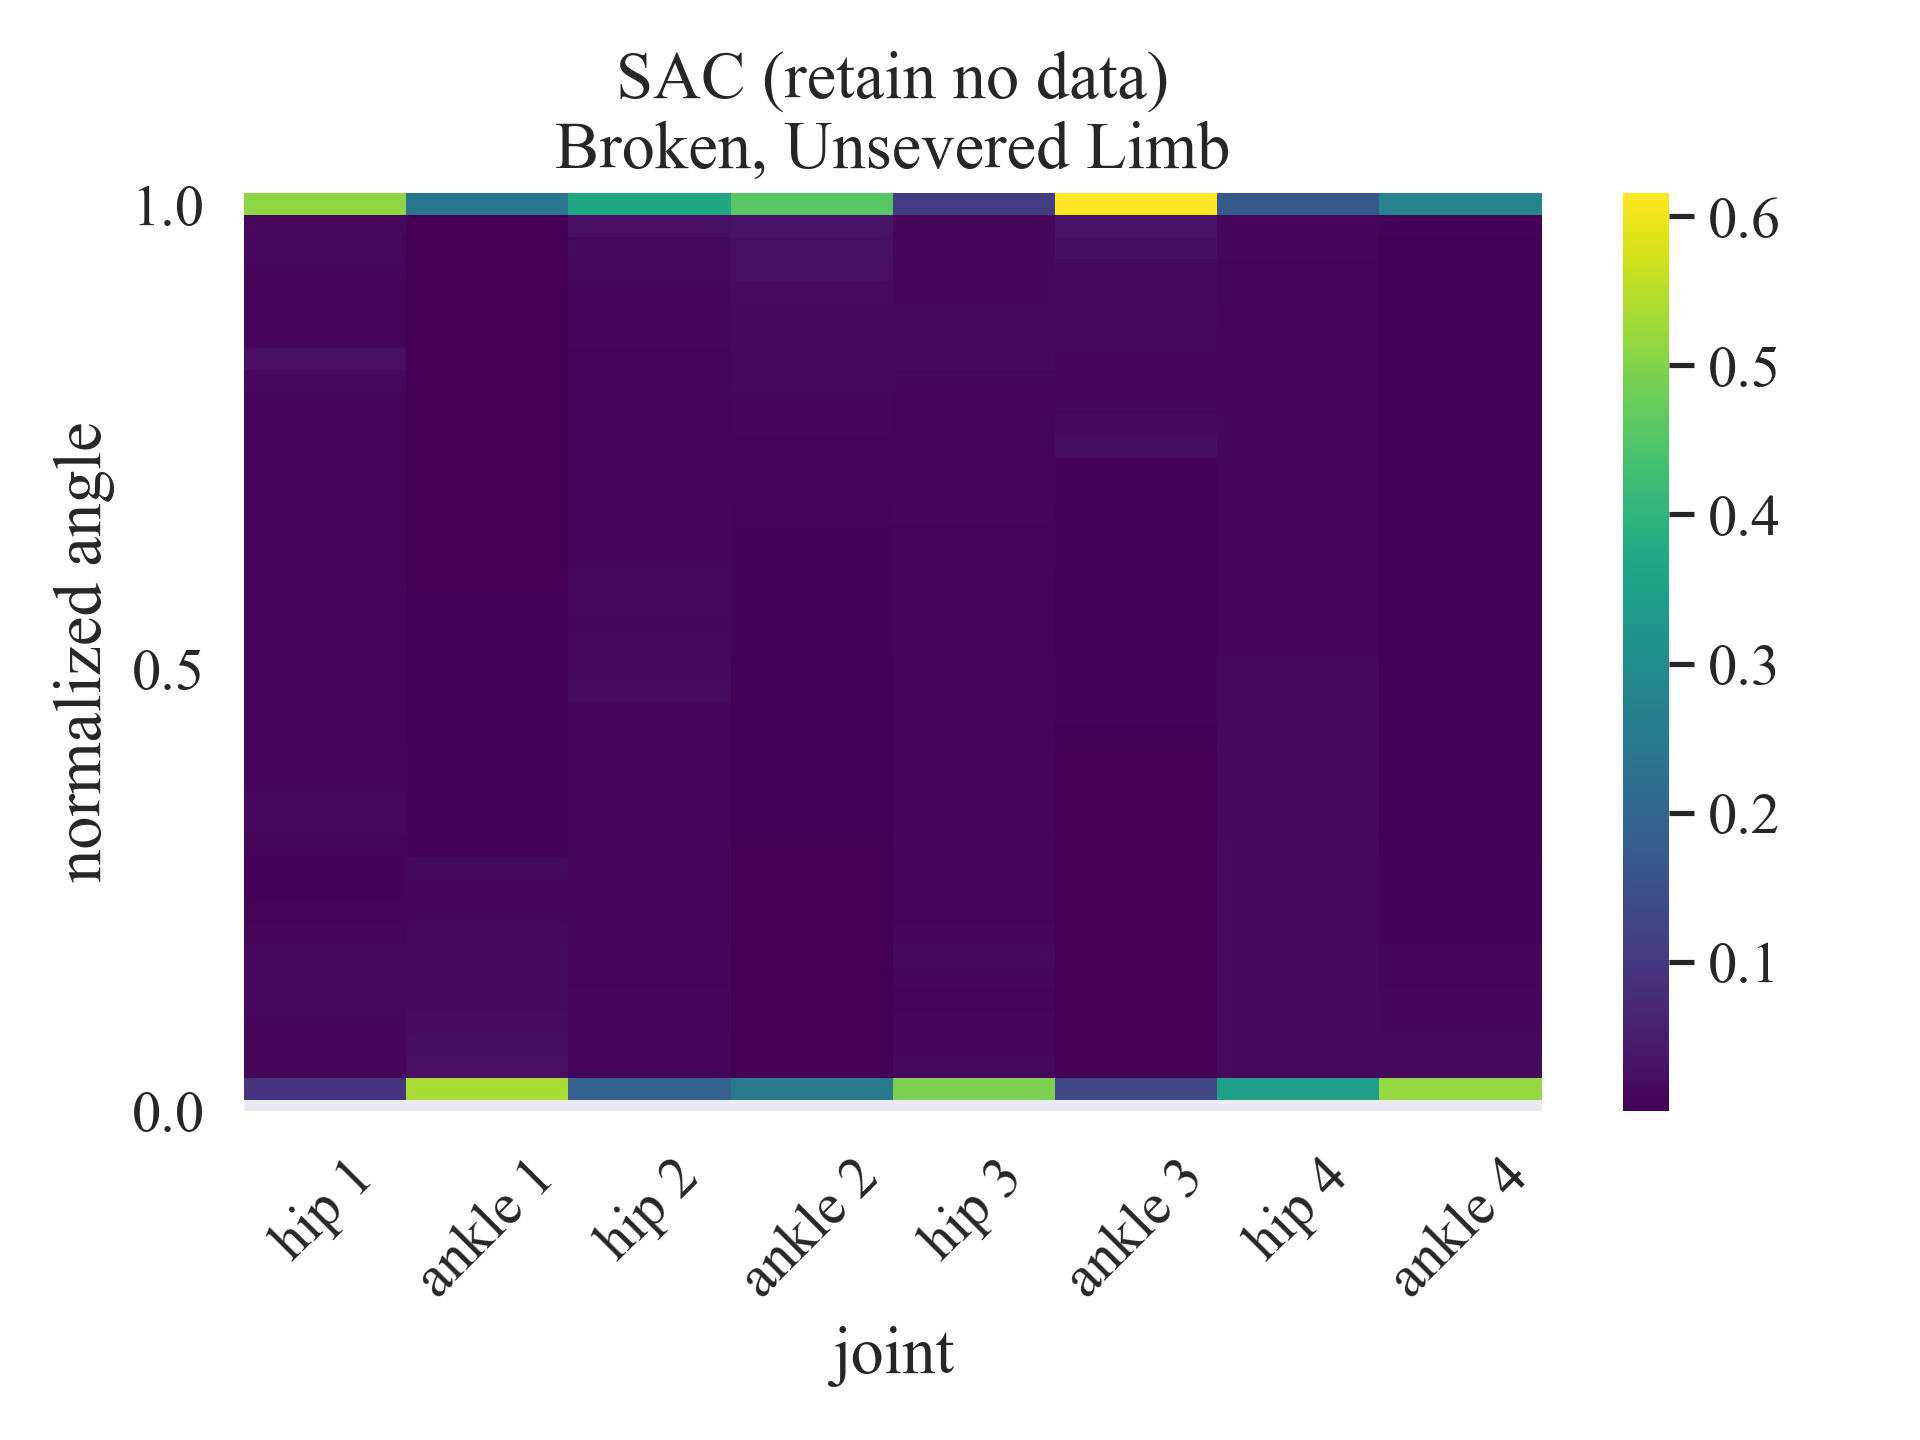 SAC (retain no data)
Broken, Unsevered Limb
normalized angle
1.0
0.5
0.0
hip 1
ankle 1
hip 2
ankle 2
hip 3
ankle 3
hip 4
ankle 4
joint
0.6
0.5
0.4
0.3
0.2
0.1